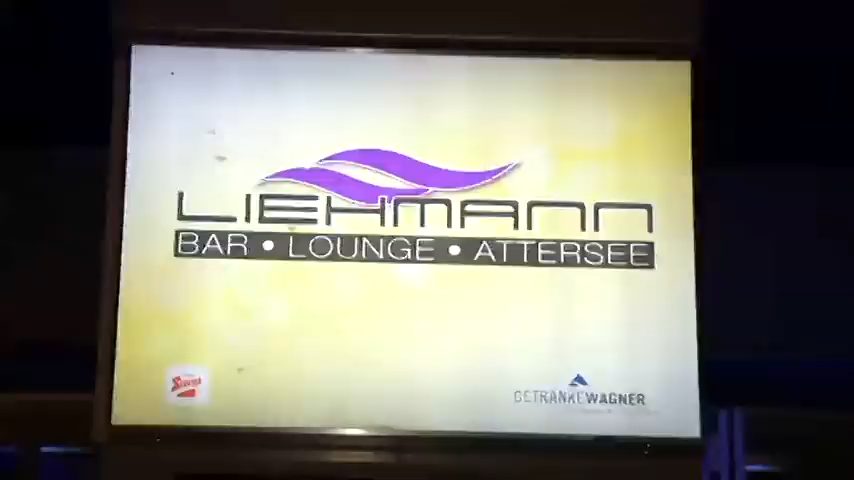 LIEHMANN
BAR • LOUNGE • ATTERSEE
GETRÄNKEWAGNER